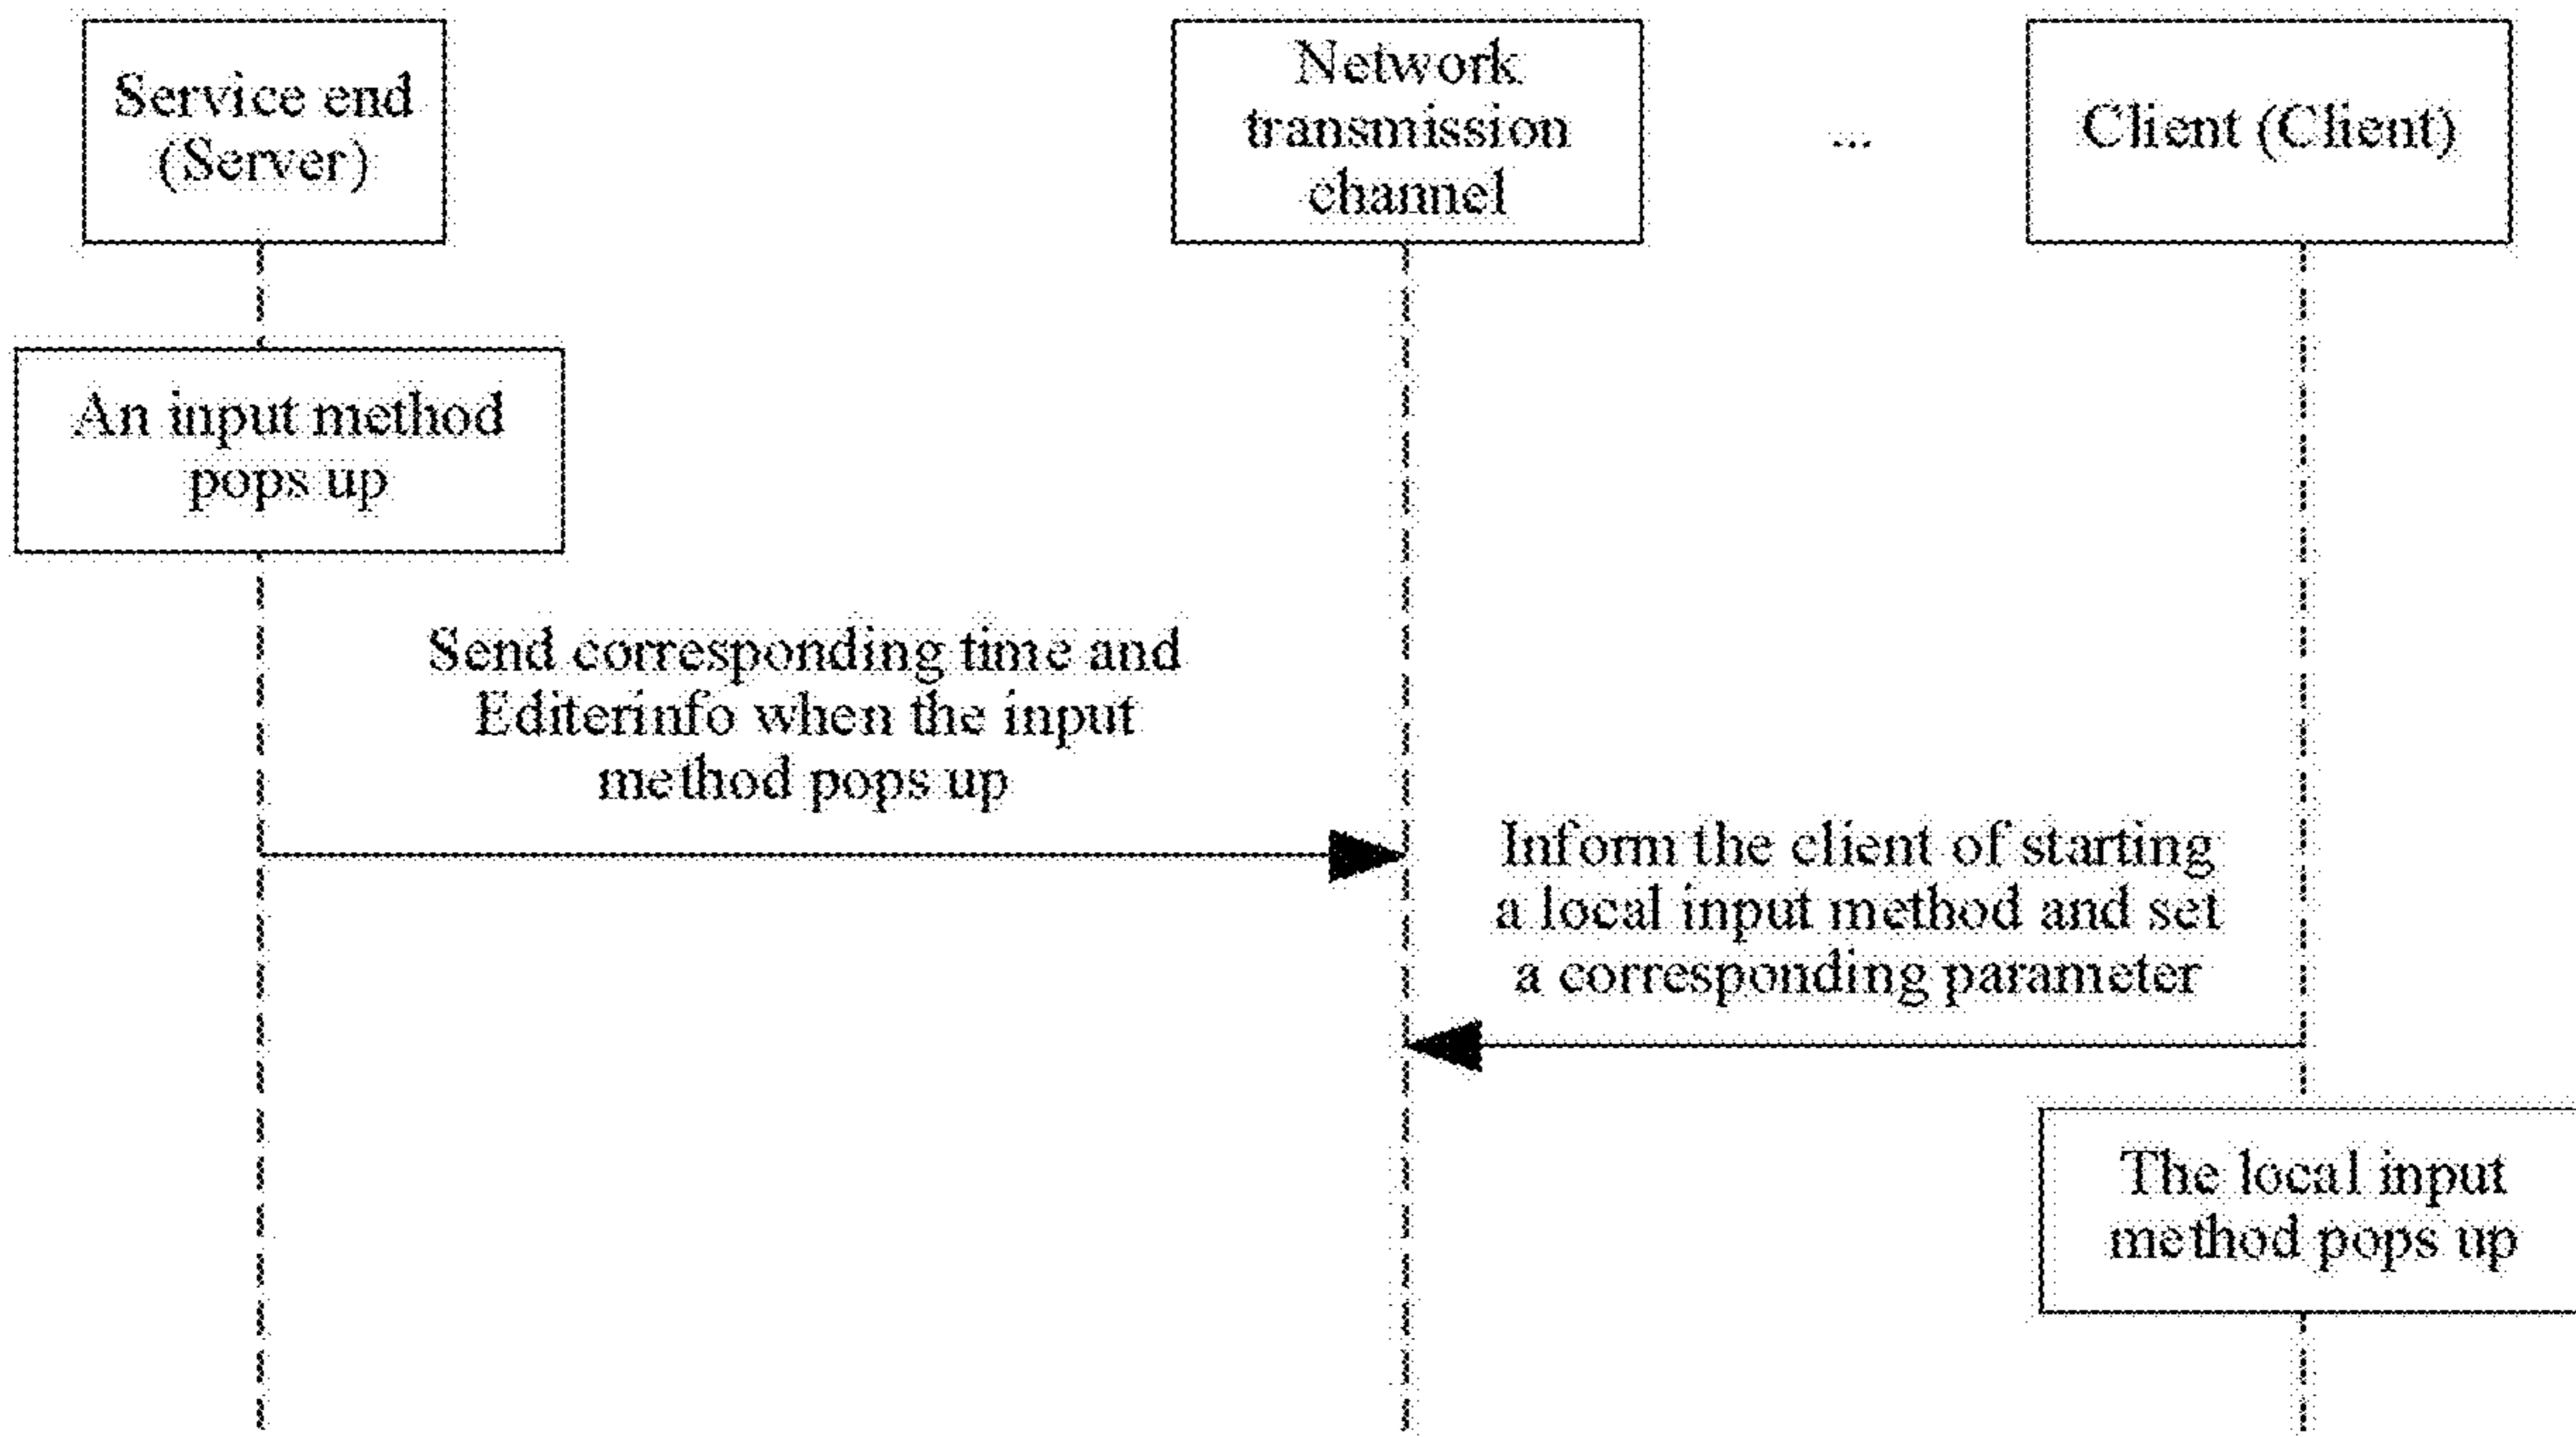 Service end
(Server)
Network
transmission
channel
...
Client (Client)
An input method
pops up
Send corresponding time and
Editerinfo when the input
method pops up
Inform the client of starting
a local input method and set
a corresponding parameter
The local input
method pops up